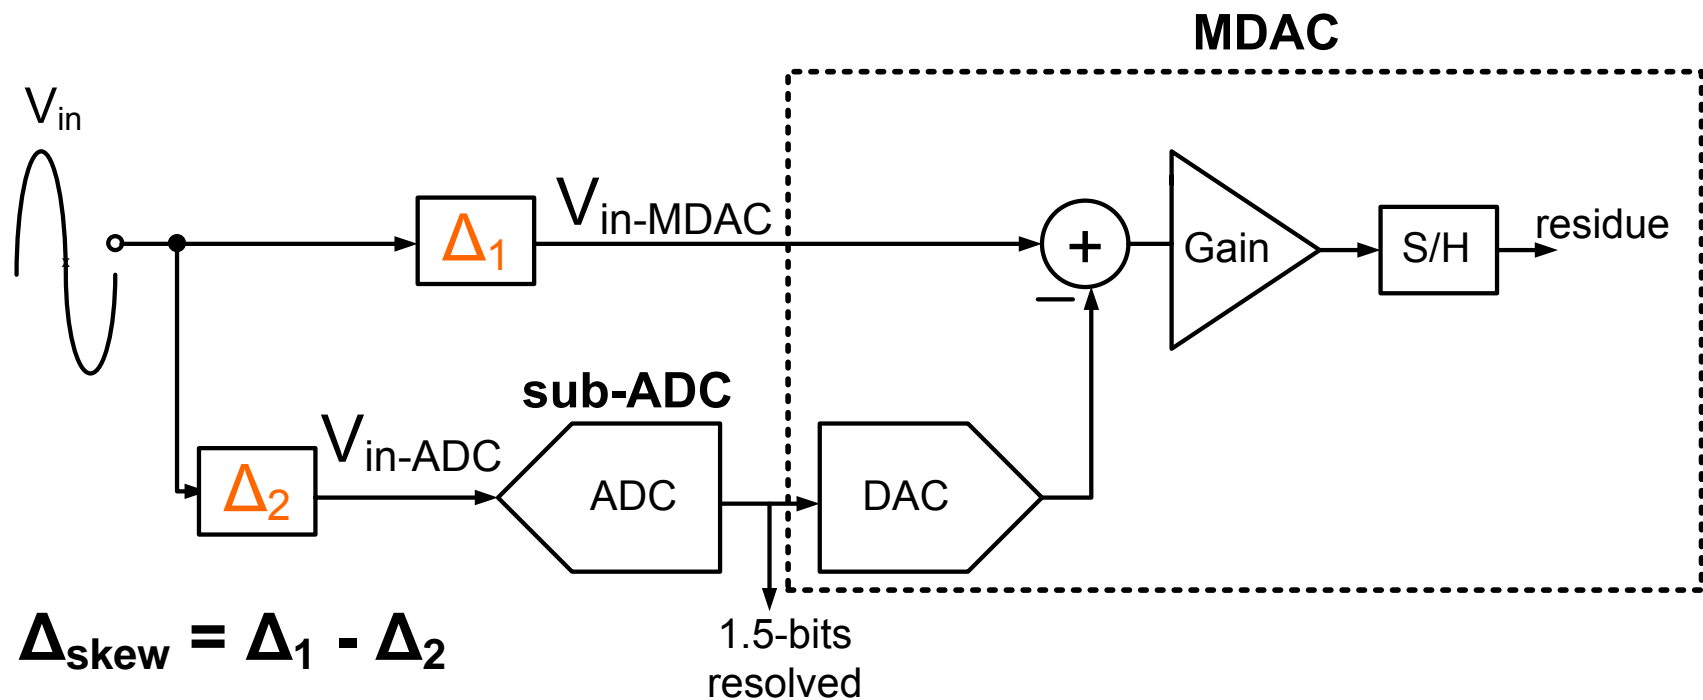 MDAC
Vin
Δ1
Vin-MDAC
+
−
Gain
S/H
residue
sub-ADC
Δ2
Vin-ADC
ADC
DAC
Δskew = Δ1 - Δ2
1.5-bits
resolved